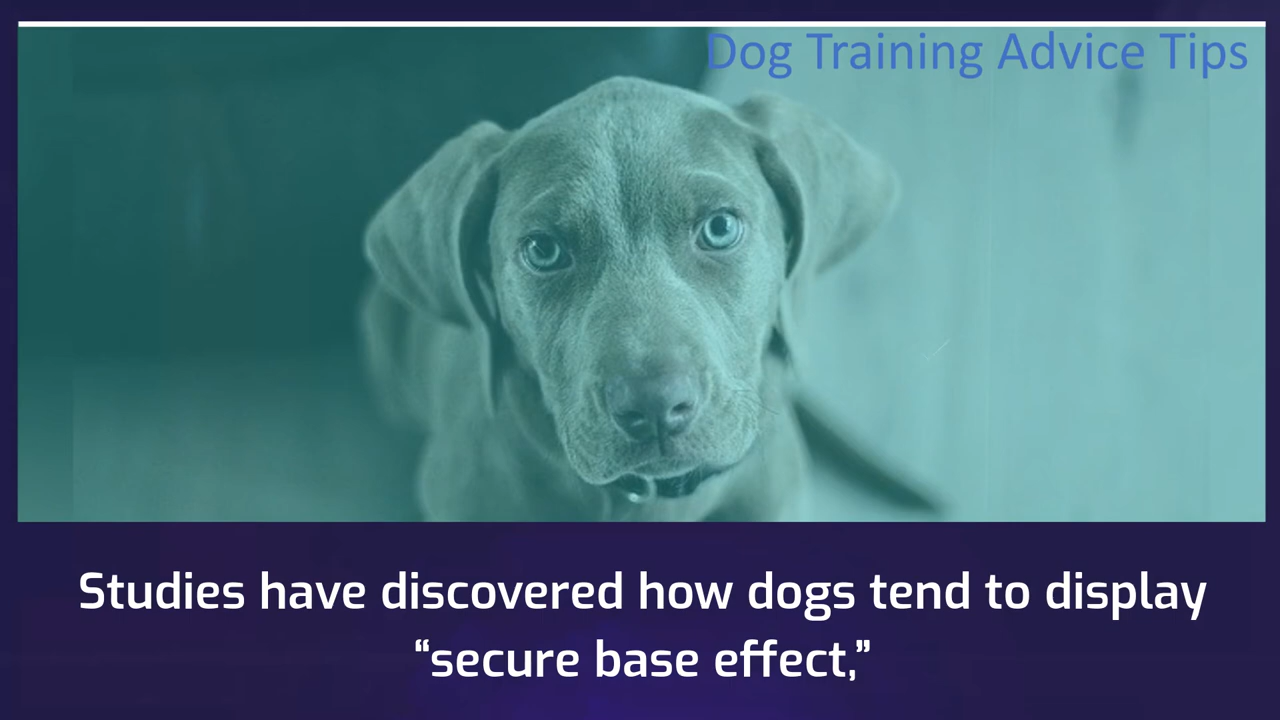 Dog Training Advice Tips
Studies have discovered how dogs tend to display
“secure base effect,”